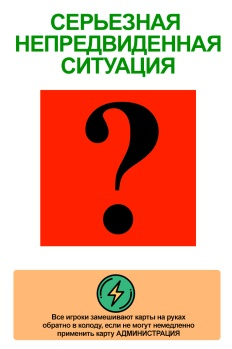 СЕРЬЕЗНАЯ
НЕПРЕДВИДЕННАЯ
СИТУАЦИЯ
?
Все игроки замешивают карты на руках
обратно в колоду, если не могут немедленно
применить карту АДМИНИСТРАЦИЯ